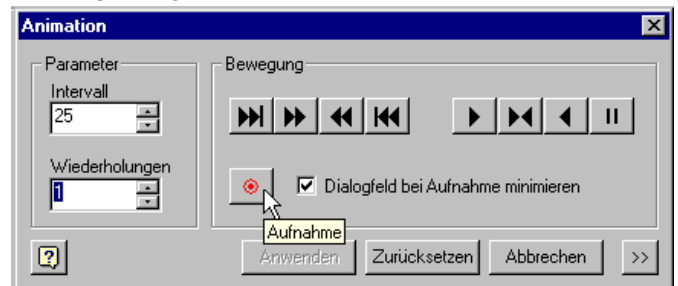 Animation
Parameter
Intervall
25
Wiederholungen
1
Bewegung
Dialogfeld bei Aufnahme minimieren
Aufnahme
Anwenden Zurücksetzen Abbrechen >>